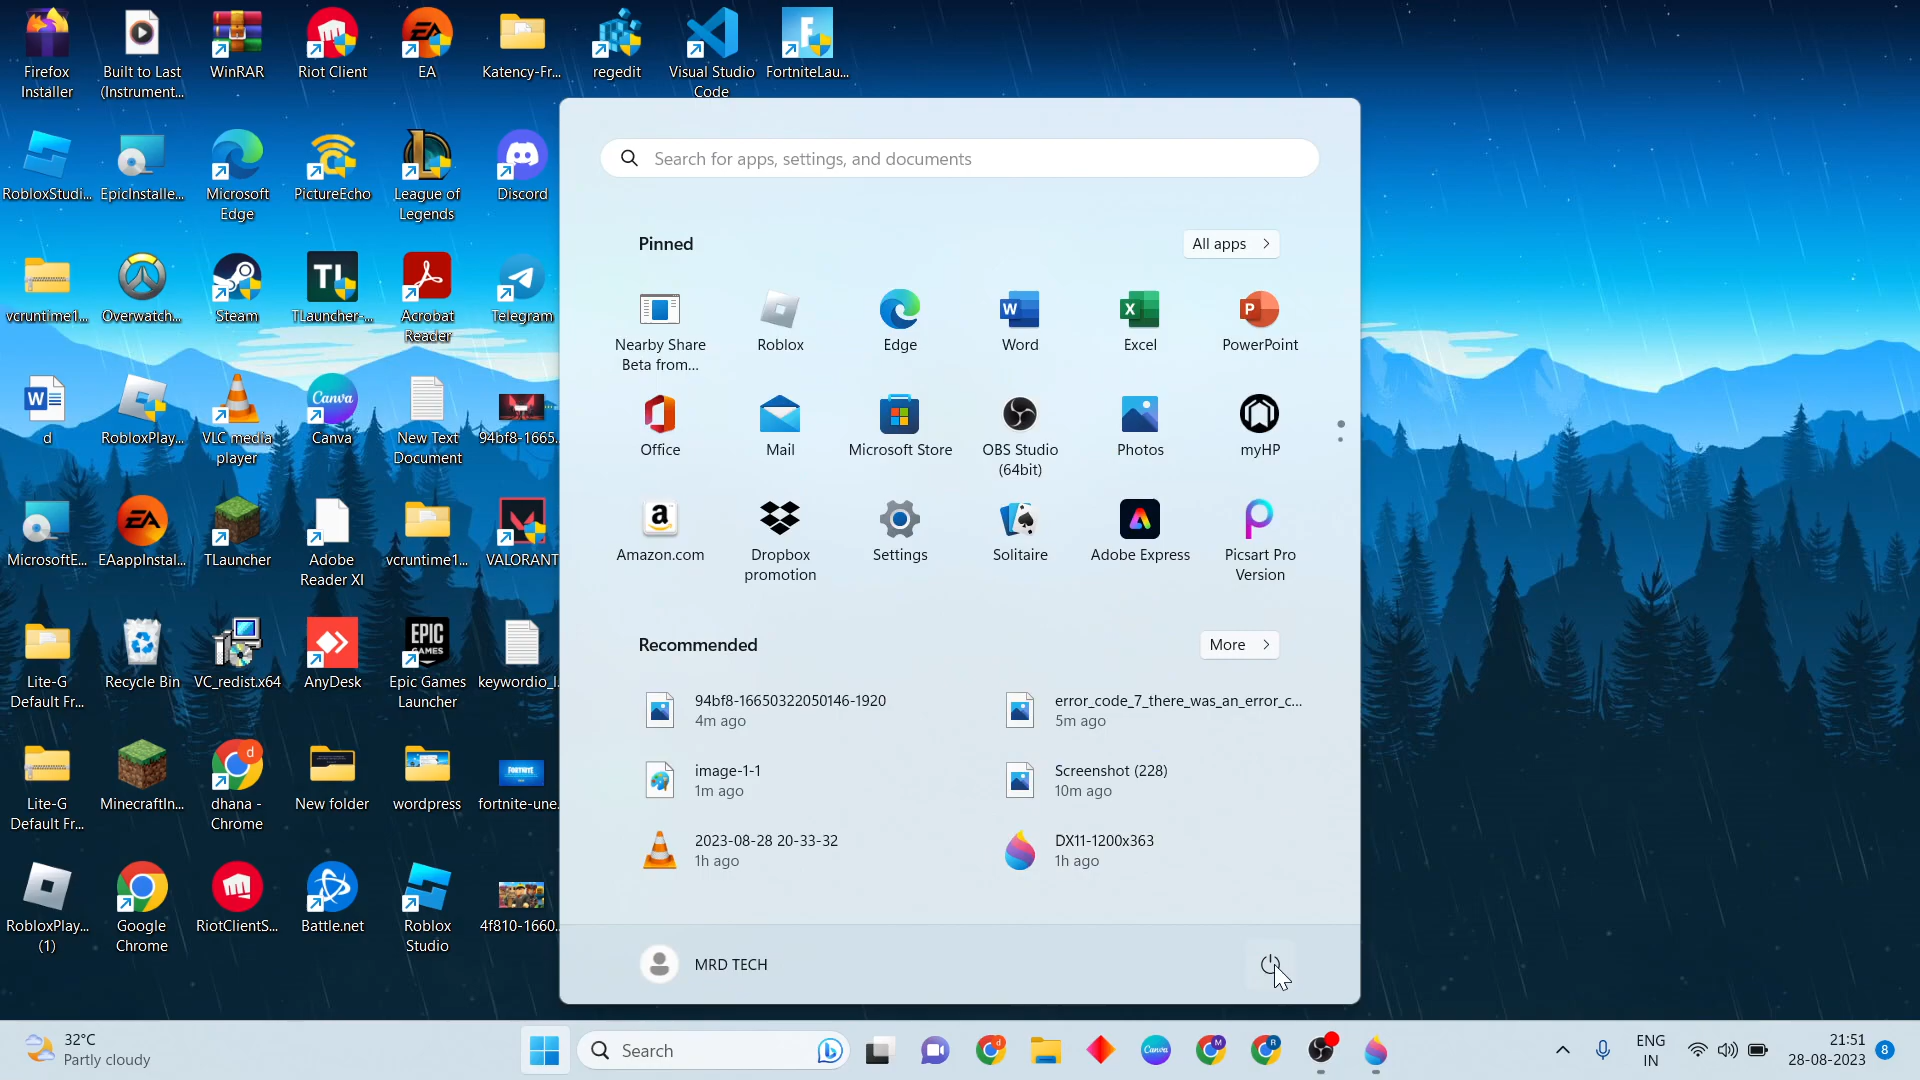 Firefox
Installer
Built to Last
(Instrument...
WinRAR
Riot Client
EA
Katency-Fr...
regedit
Visual Studio
Code
FortniteLau...
RobloxStudi...
EpicInstalle...
Microsoft
Edge
PictureEcho
League of
Legends
Discord
vcruntime1...
Overwatch...
Steam
TLauncher-...
Acrobat
Reader
Telegram
d
RobloxPlay...
VLC media
player
Canva
New Text
Document
94bf8-1665...
MicrosoftE...
EAappInstal...
TLauncher
Adobe
Reader XI
vcruntime1...
VALORANT
Lite-G
Default Fr...
Recycle Bin
VC_redist.x64
AnyDesk
Epic Games
Launcher
keywordio_l...
Lite-G
Default Fr...
MinecraftIn...
dhana -
Chrome
New folder
wordpress
fortnite-une...
RobloxPlay...
(1)
Google
Chrome
RiotClientS...
Battle.net
Roblox
Studio
4f810-1660...
Search for apps, settings, and documents
Pinned
All apps
Nearby Share
Beta from...
Roblox
Edge
Word
Excel
PowerPoint
Office
Mail
Microsoft Store
OBS Studio
(64bit)
Photos
myHP
Amazon.com
Dropbox
promotion
Settings
Solitaire
Adobe Express
Picsart Pro
Version
Recommended
More
94bf8-16650322050146-1920
4m ago
error_code_7_there_was_an_error_c...
5m ago
image-1-1
1m ago
Screenshot (228)
10m ago
2023-08-28 20-33-32
1h ago
DX11-1200x363
1h ago
MRD TECH
32°C
Partly cloudy
Search
ENG
IN
21:51
28-08-2023
8